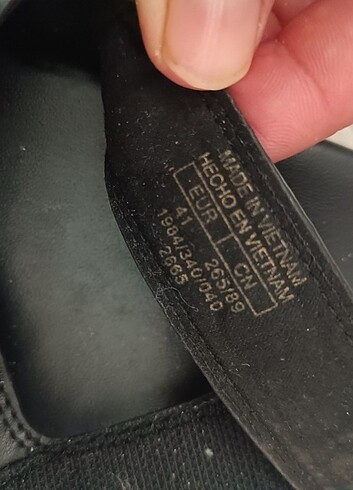 MADE IN VIETNAM
HECHO EN VIETNAM
EUR CN
41 265/89
1984/340/040
2665